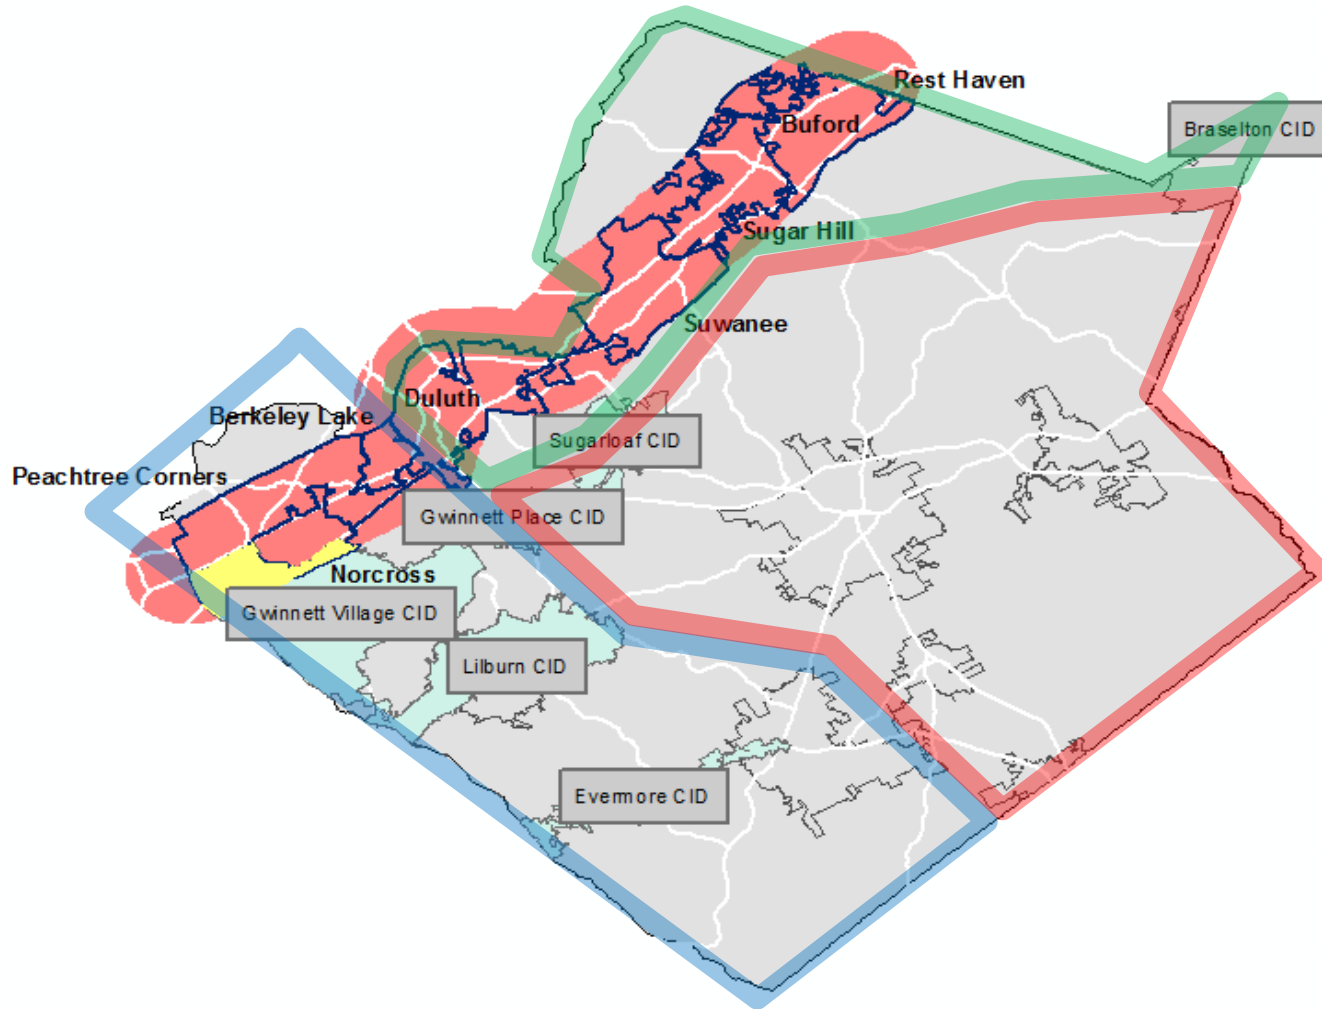 Rest Haven
Buford
Braselton CID
Sugar Hill
Suwanee
Duluth
Berkeley Lake
Sugarloaf CID
Peachtree Corners
Gwinnett Place CID
Norcross
Gwinnett Village CID
Lilburn CID
Evermore CID